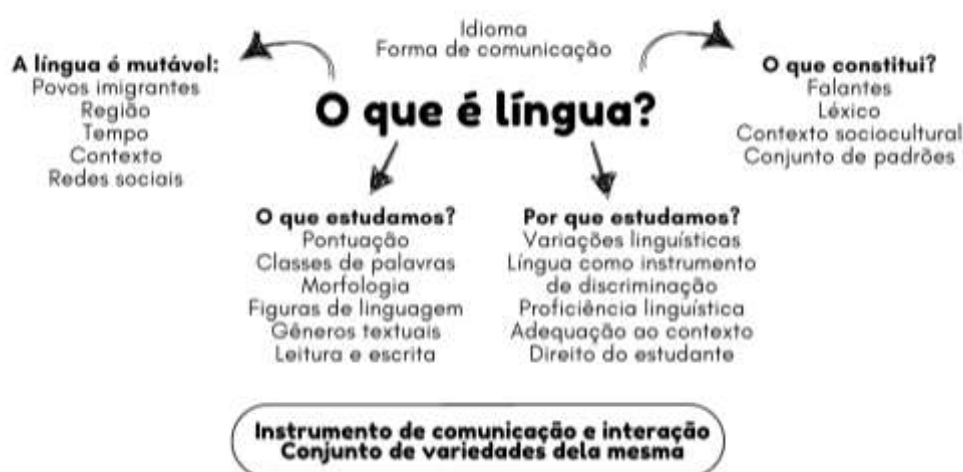 Idioma
Forma de comunicação
O que é língua?
A língua é mutável:
Povos imigrantes
Região
Tempo
Contexto
Redes sociais
O que constitui?
Falantes
Léxico
Contexto sociocultural
Conjunto de padrões
O que estudamos?
Pontuação
Classes de palavras
Morfologia
Figuras de linguagem
Gêneros textuais
Leitura e escrita
Por que estudamos?
Variações linguísticas
Língua como instrumento
de discriminação
Proficiência linguística
Adequação ao contexto
Direito do estudante
Instrumento de comunicação e interação
Conjunto de variedades dela mesma